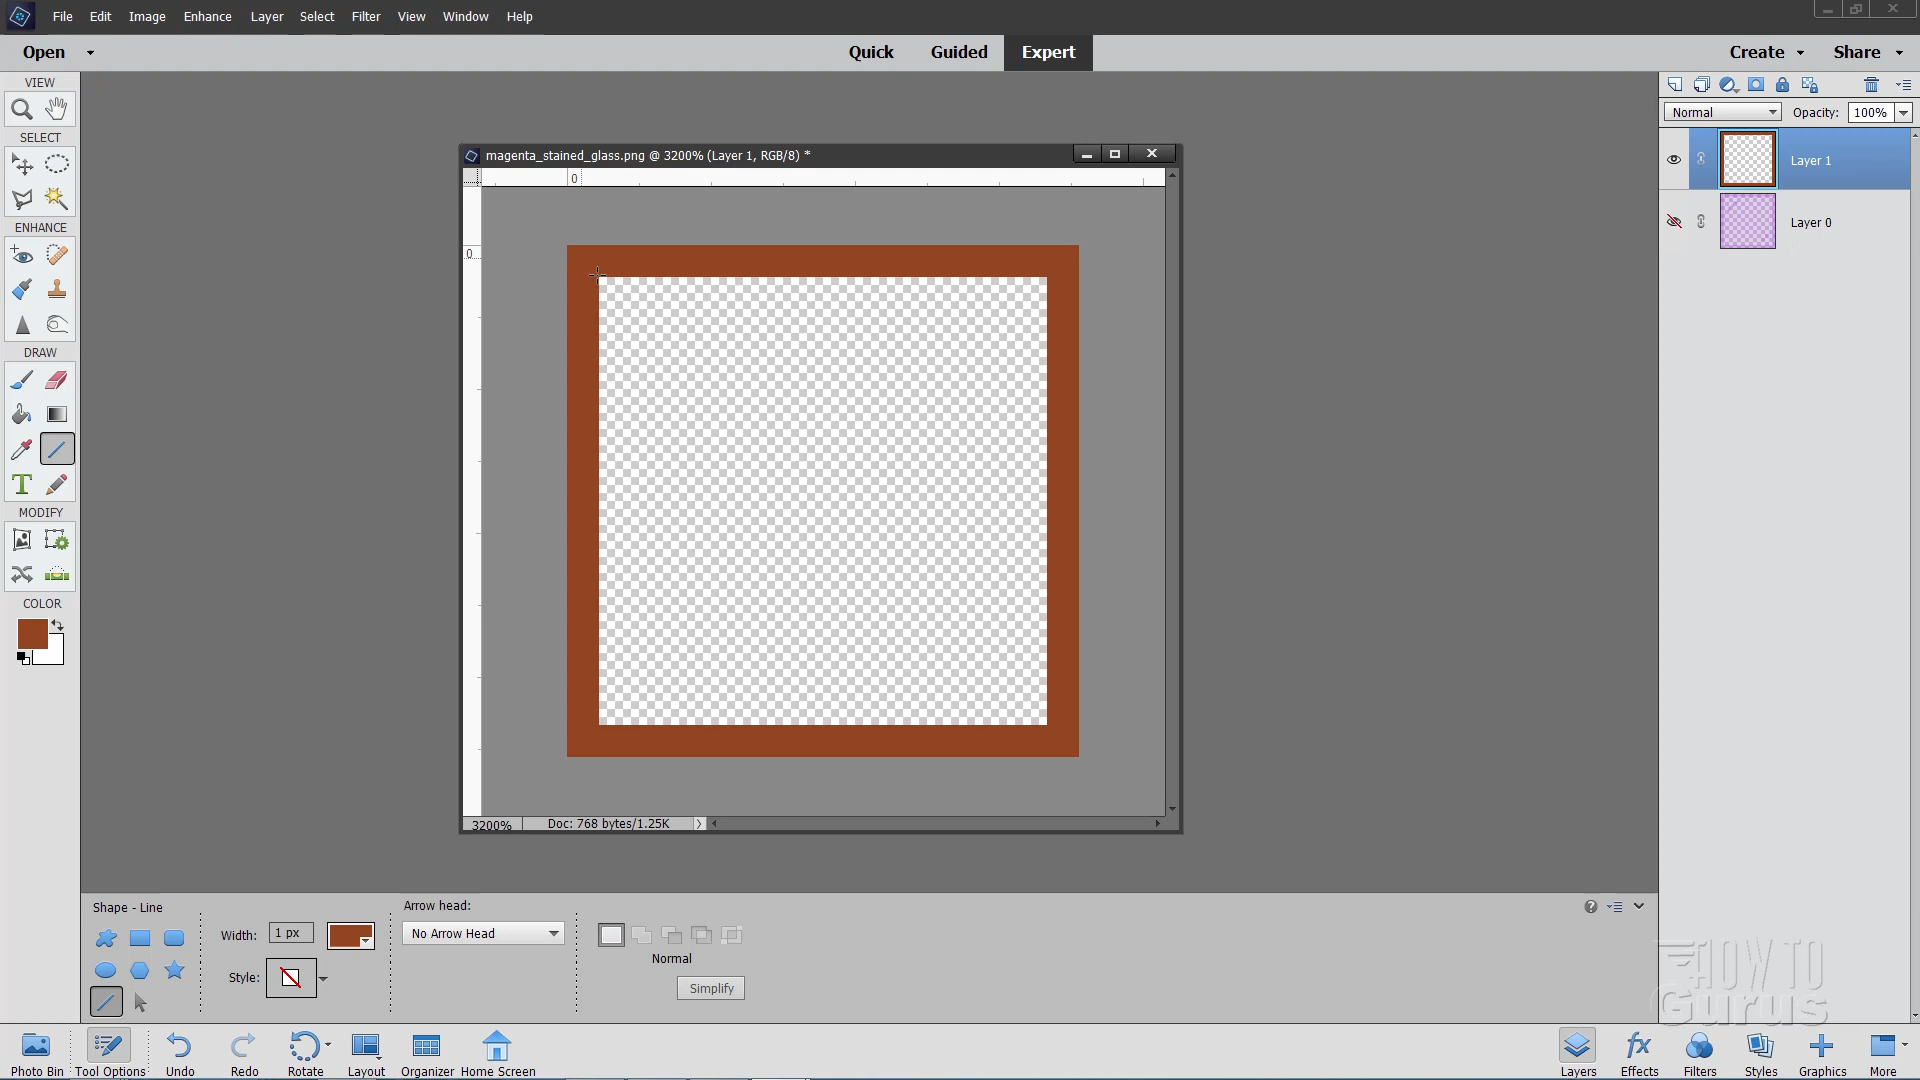 File Edit Image Enhance Layer Select Filter View Window Help
Open Quick Guided Expert Create Share
VIEW
SELECT
ENHANCE
DRAW
T
MODIFY
COLOR
magenta_stained_glass.png @ 3200% (Layer 1, RGB/8) *
0
0
3200% Doc: 768 bytes/1.25K
Normal Opacity: 100%
Layer 1
Layer 0
Shape - Line
Width: 1 px
Style:
Arrow head:
No Arrow Head
Normal
Simplify
HOW TO
Gurus
Photo Bin Tool Options Undo Redo Rotate Layout Organizer Home Screen
fx
Layers Effects Filters Styles Graphics More